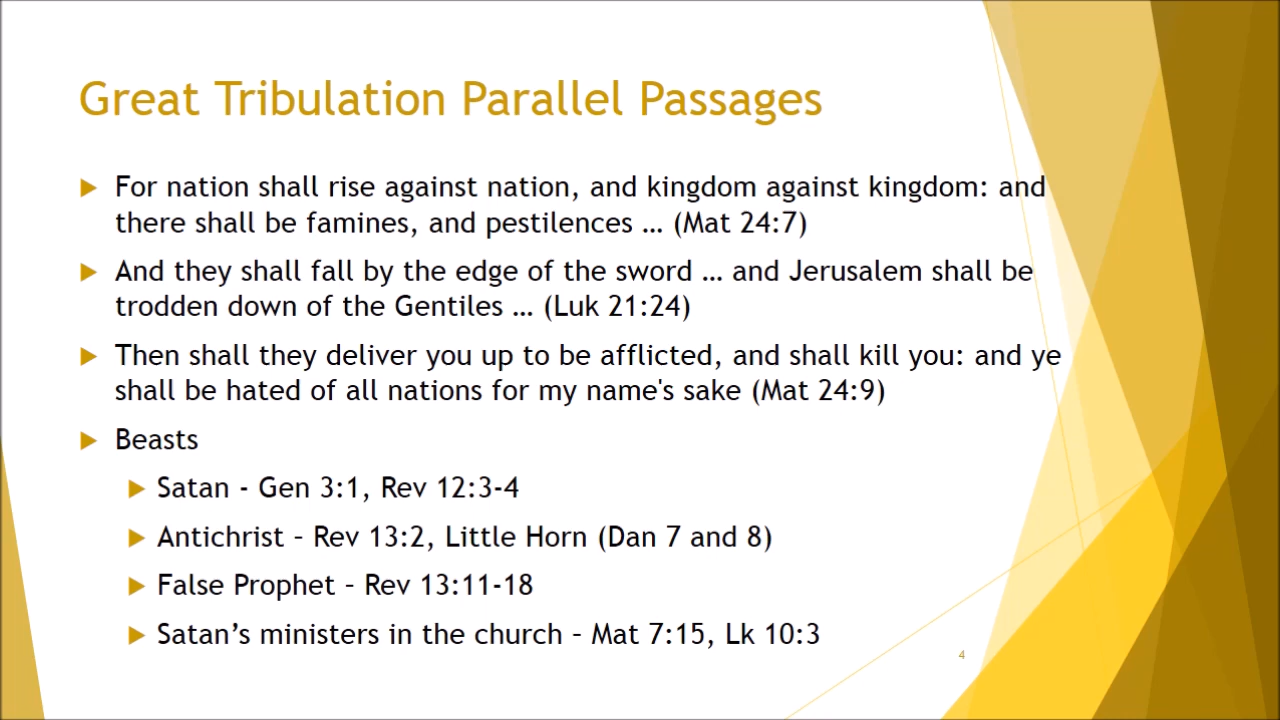 Great Tribulation Parallel Passages
For nation shall rise against nation, and kingdom against kingdom: and
there shall be famines, and pestilences … (Mat 24:7)
And they shall fall by the edge of the sword … and Jerusalem shall be
trodden down of the Gentiles … (Luk 21:24)
Then shall they deliver you up to be afflicted, and shall kill you: and ye
shall be hated of all nations for my name's sake (Mat 24:9)
Beasts
Satan - Gen 3:1, Rev 12:3-4
Antichrist – Rev 13:2, Little Horn (Dan 7 and 8)
False Prophet – Rev 13:11-18
Satan’s ministers in the church – Mat 7:15, Lk 10:3
4